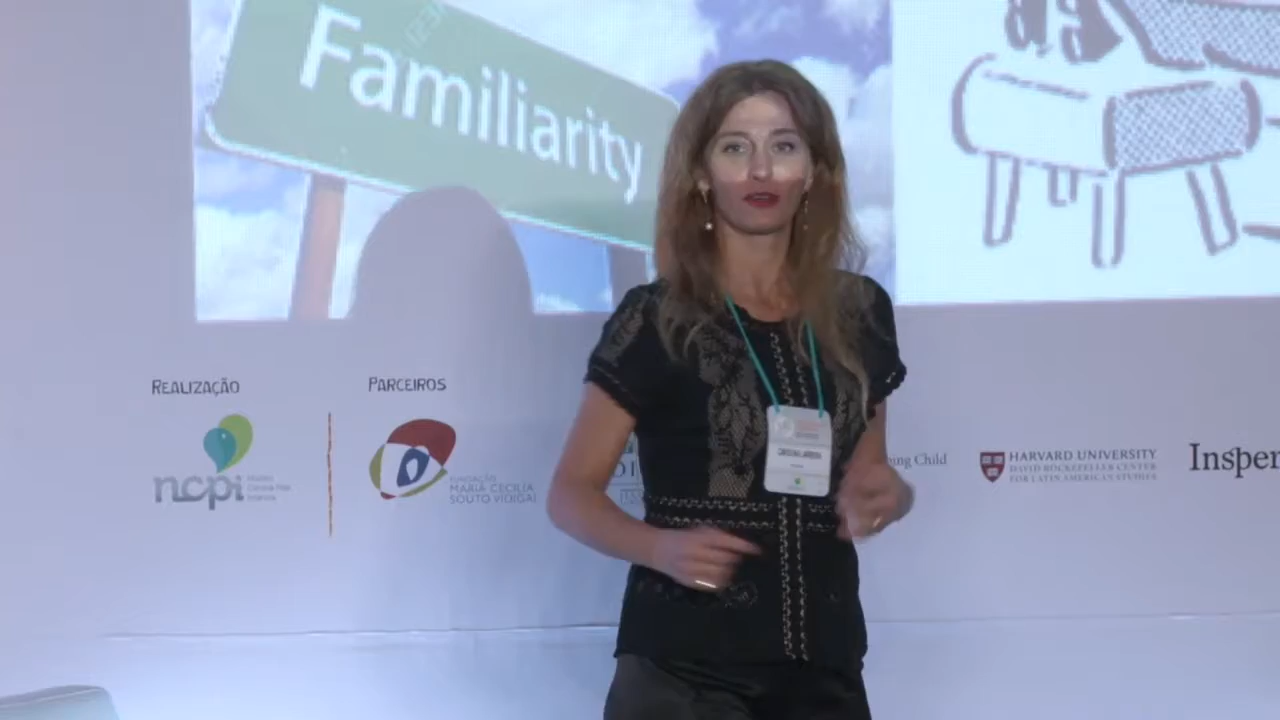 Familiarity
REALIZAÇÃO
PARCEIROS
ncpi
FUNDAÇÃO
MARIA CECILIA
SOUTO VIDIGAL
Child
HARVARD UNIVERSITY
DAVID ROCKEFELLER CENTER
FOR LATIN AMERICAN STUDIES
Insper